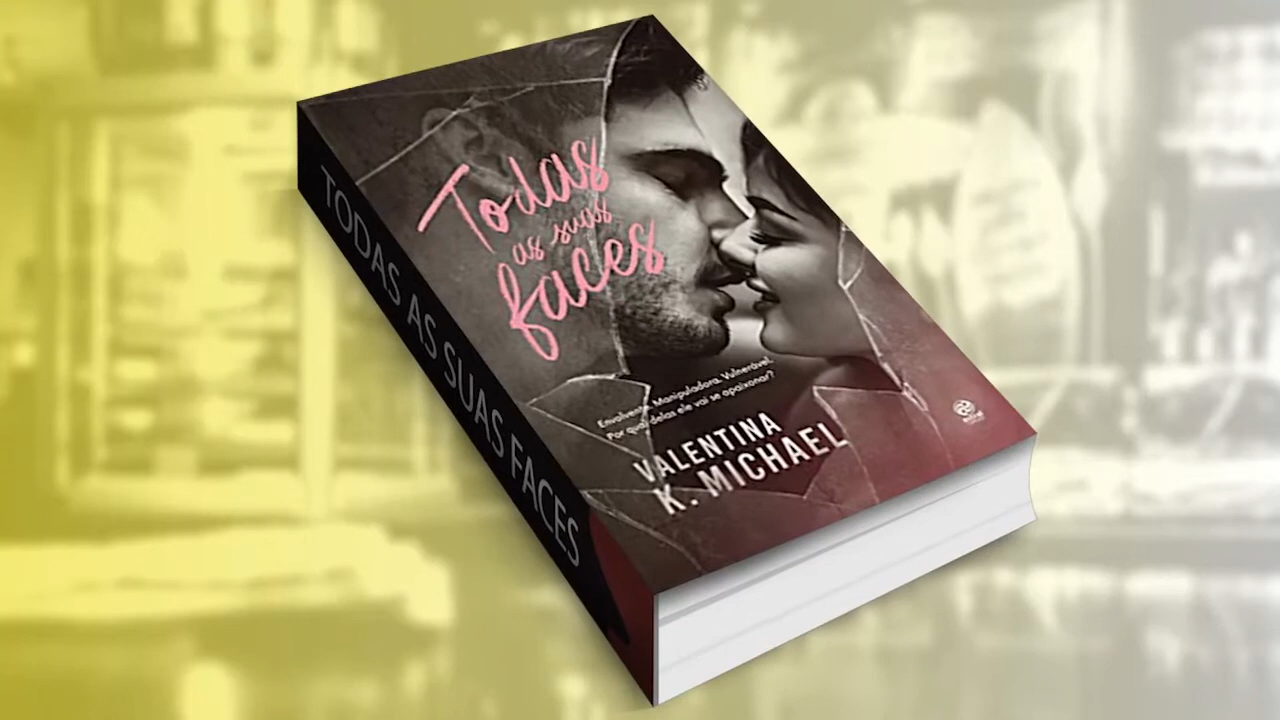 Todas
as suas
faces
Envolvente. Manipuladora. Vulnerável.
Por qual delas ele vai se apaixonar?
VALENTINA
K. MICHAEL
TODAS AS SUAS FACES